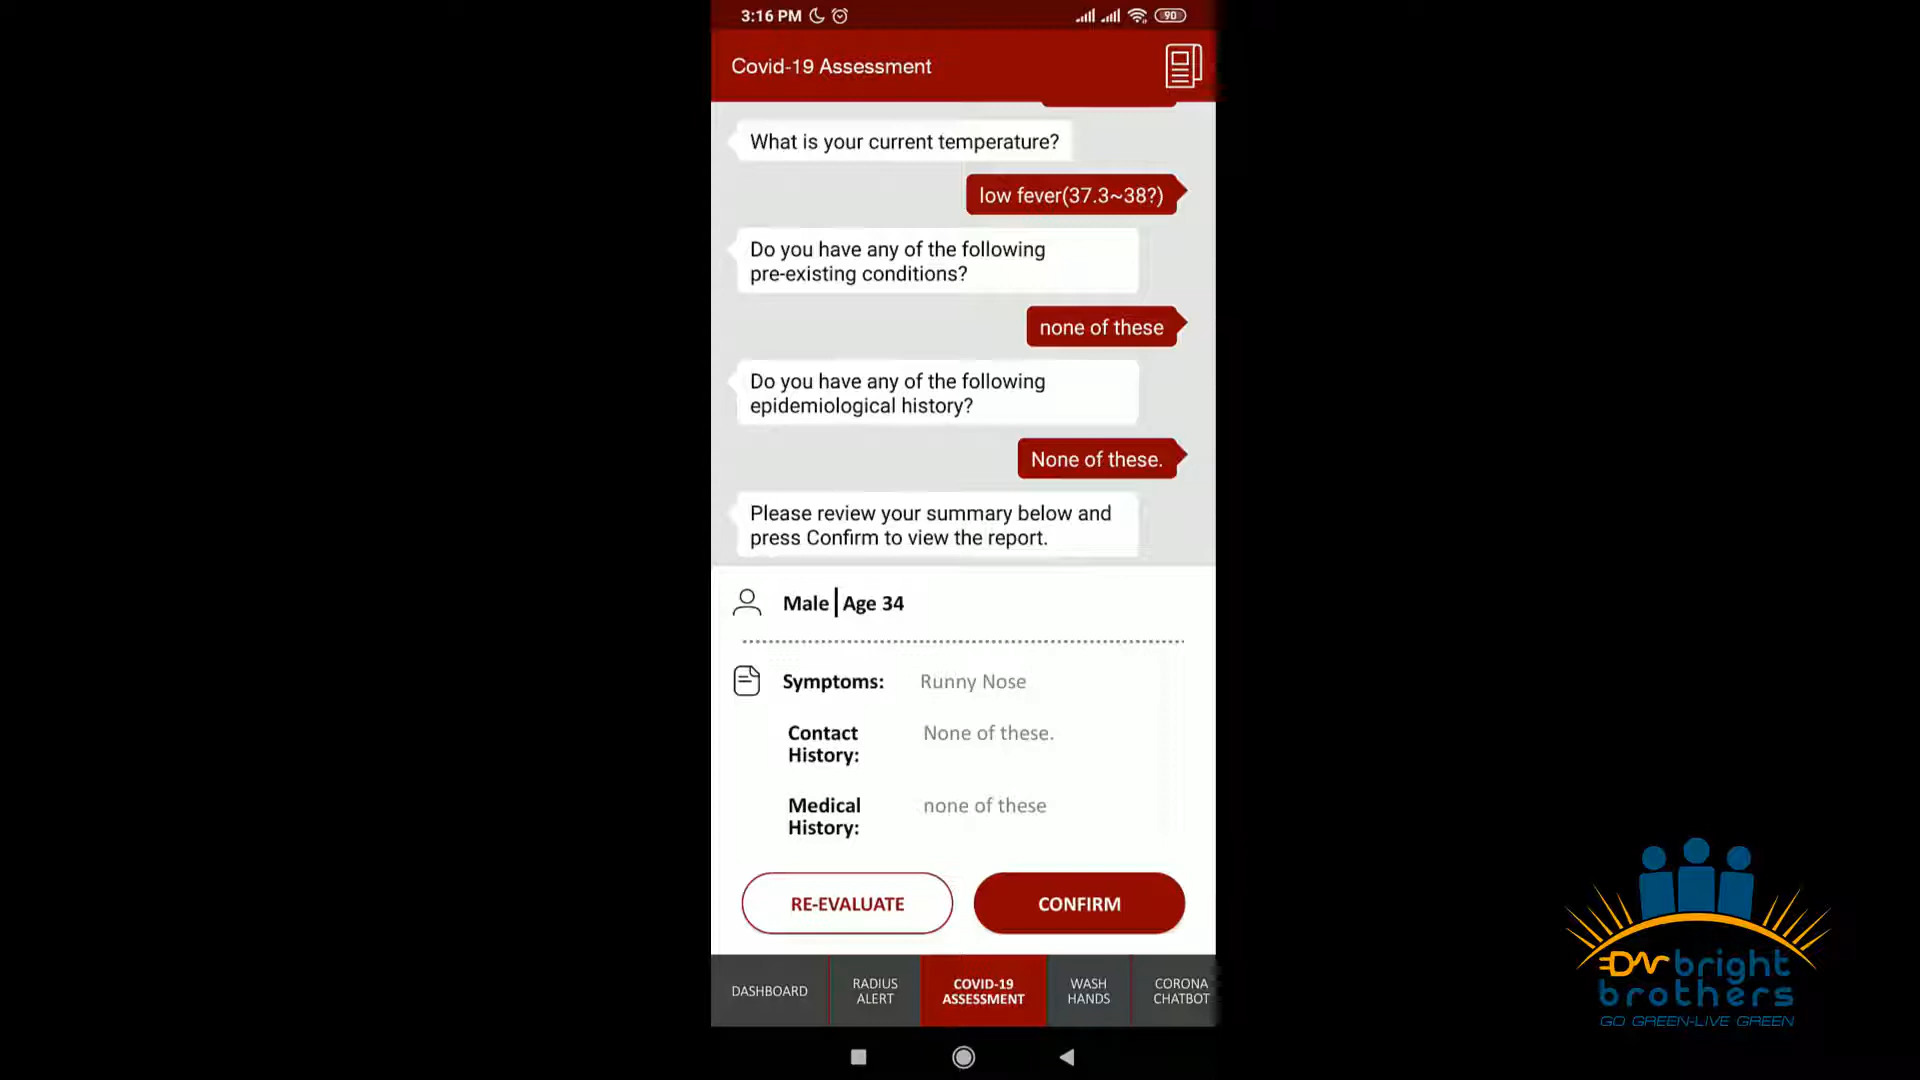 3:16 PM
90
Covid-19 Assessment
What is your current temperature?
low fever(37.3~38?)
Do you have any of the following
pre-existing conditions?
none of these
Do you have any of the following
epidemiological history?
None of these.
Please review your summary below and
press Confirm to view the report.
Male | Age 34
Symptoms: Runny Nose
Contact None of these.
History:
Medical none of these
History:
RE-EVALUATE CONFIRM
DASHBOARD
RADIUS
ALERT
COVID-19
ASSESSMENT
WASH
HANDS
CORONA
CHATBOT
bright
brothers
GO GREEN-LIVE GREEN